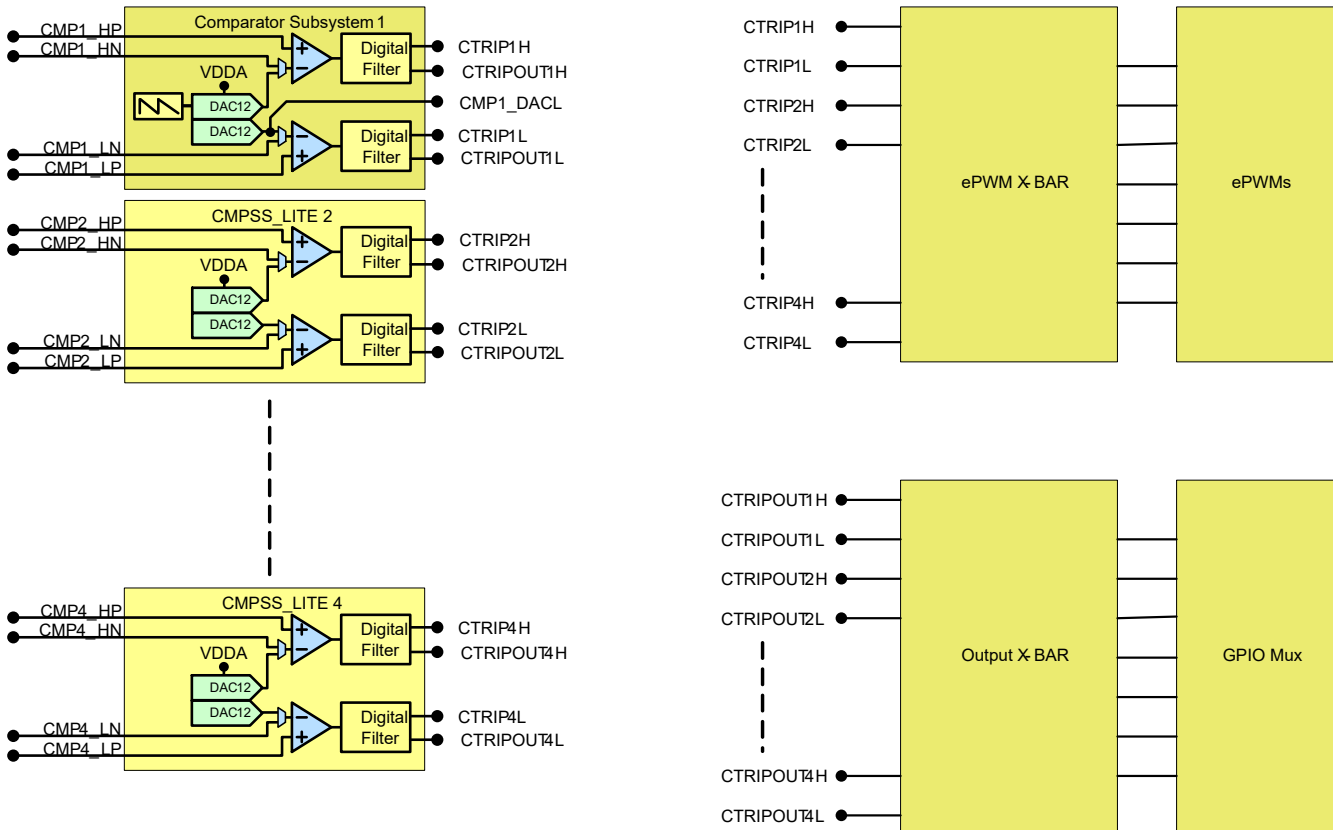 Comparator Subsystem 1
CMP1_HP
CMP1_HN
VDDA
DAC12
DAC12
Digital
Filter
CTRIP1H
CTRIPOUT1H
CMP1_DACL
CMP1_LN
CMP1_LP
Digital
Filter
CTRIP1L
CTRIPOUT1L
CMPSS_LITE 2
CMP2_HP
CMP2_HN
VDDA
DAC12
DAC12
Digital
Filter
CTRIP2H
CTRIPOUT2H
CMP2_LN
CMP2_LP
Digital
Filter
CTRIP2L
CTRIPOUT2L
CMPSS_LITE 4
CMP4_HP
CMP4_HN
VDDA
DAC12
DAC12
Digital
Filter
CTRIP4H
CTRIPOUT4H
CMP4_LN
CMP4_LP
Digital
Filter
CTRIP4L
CTRIPOUT4L
CTRIP1H
CTRIP1L
CTRIP2H
CTRIP2L
CTRIP4H
CTRIP4L
ePWM X-BAR
ePWMs
CTRIPOUT1H
CTRIPOUT1L
CTRIPOUT2H
CTRIPOUT2L
CTRIPOUT4H
CTRIPOUT4L
Output X-BAR
GPIO Mux